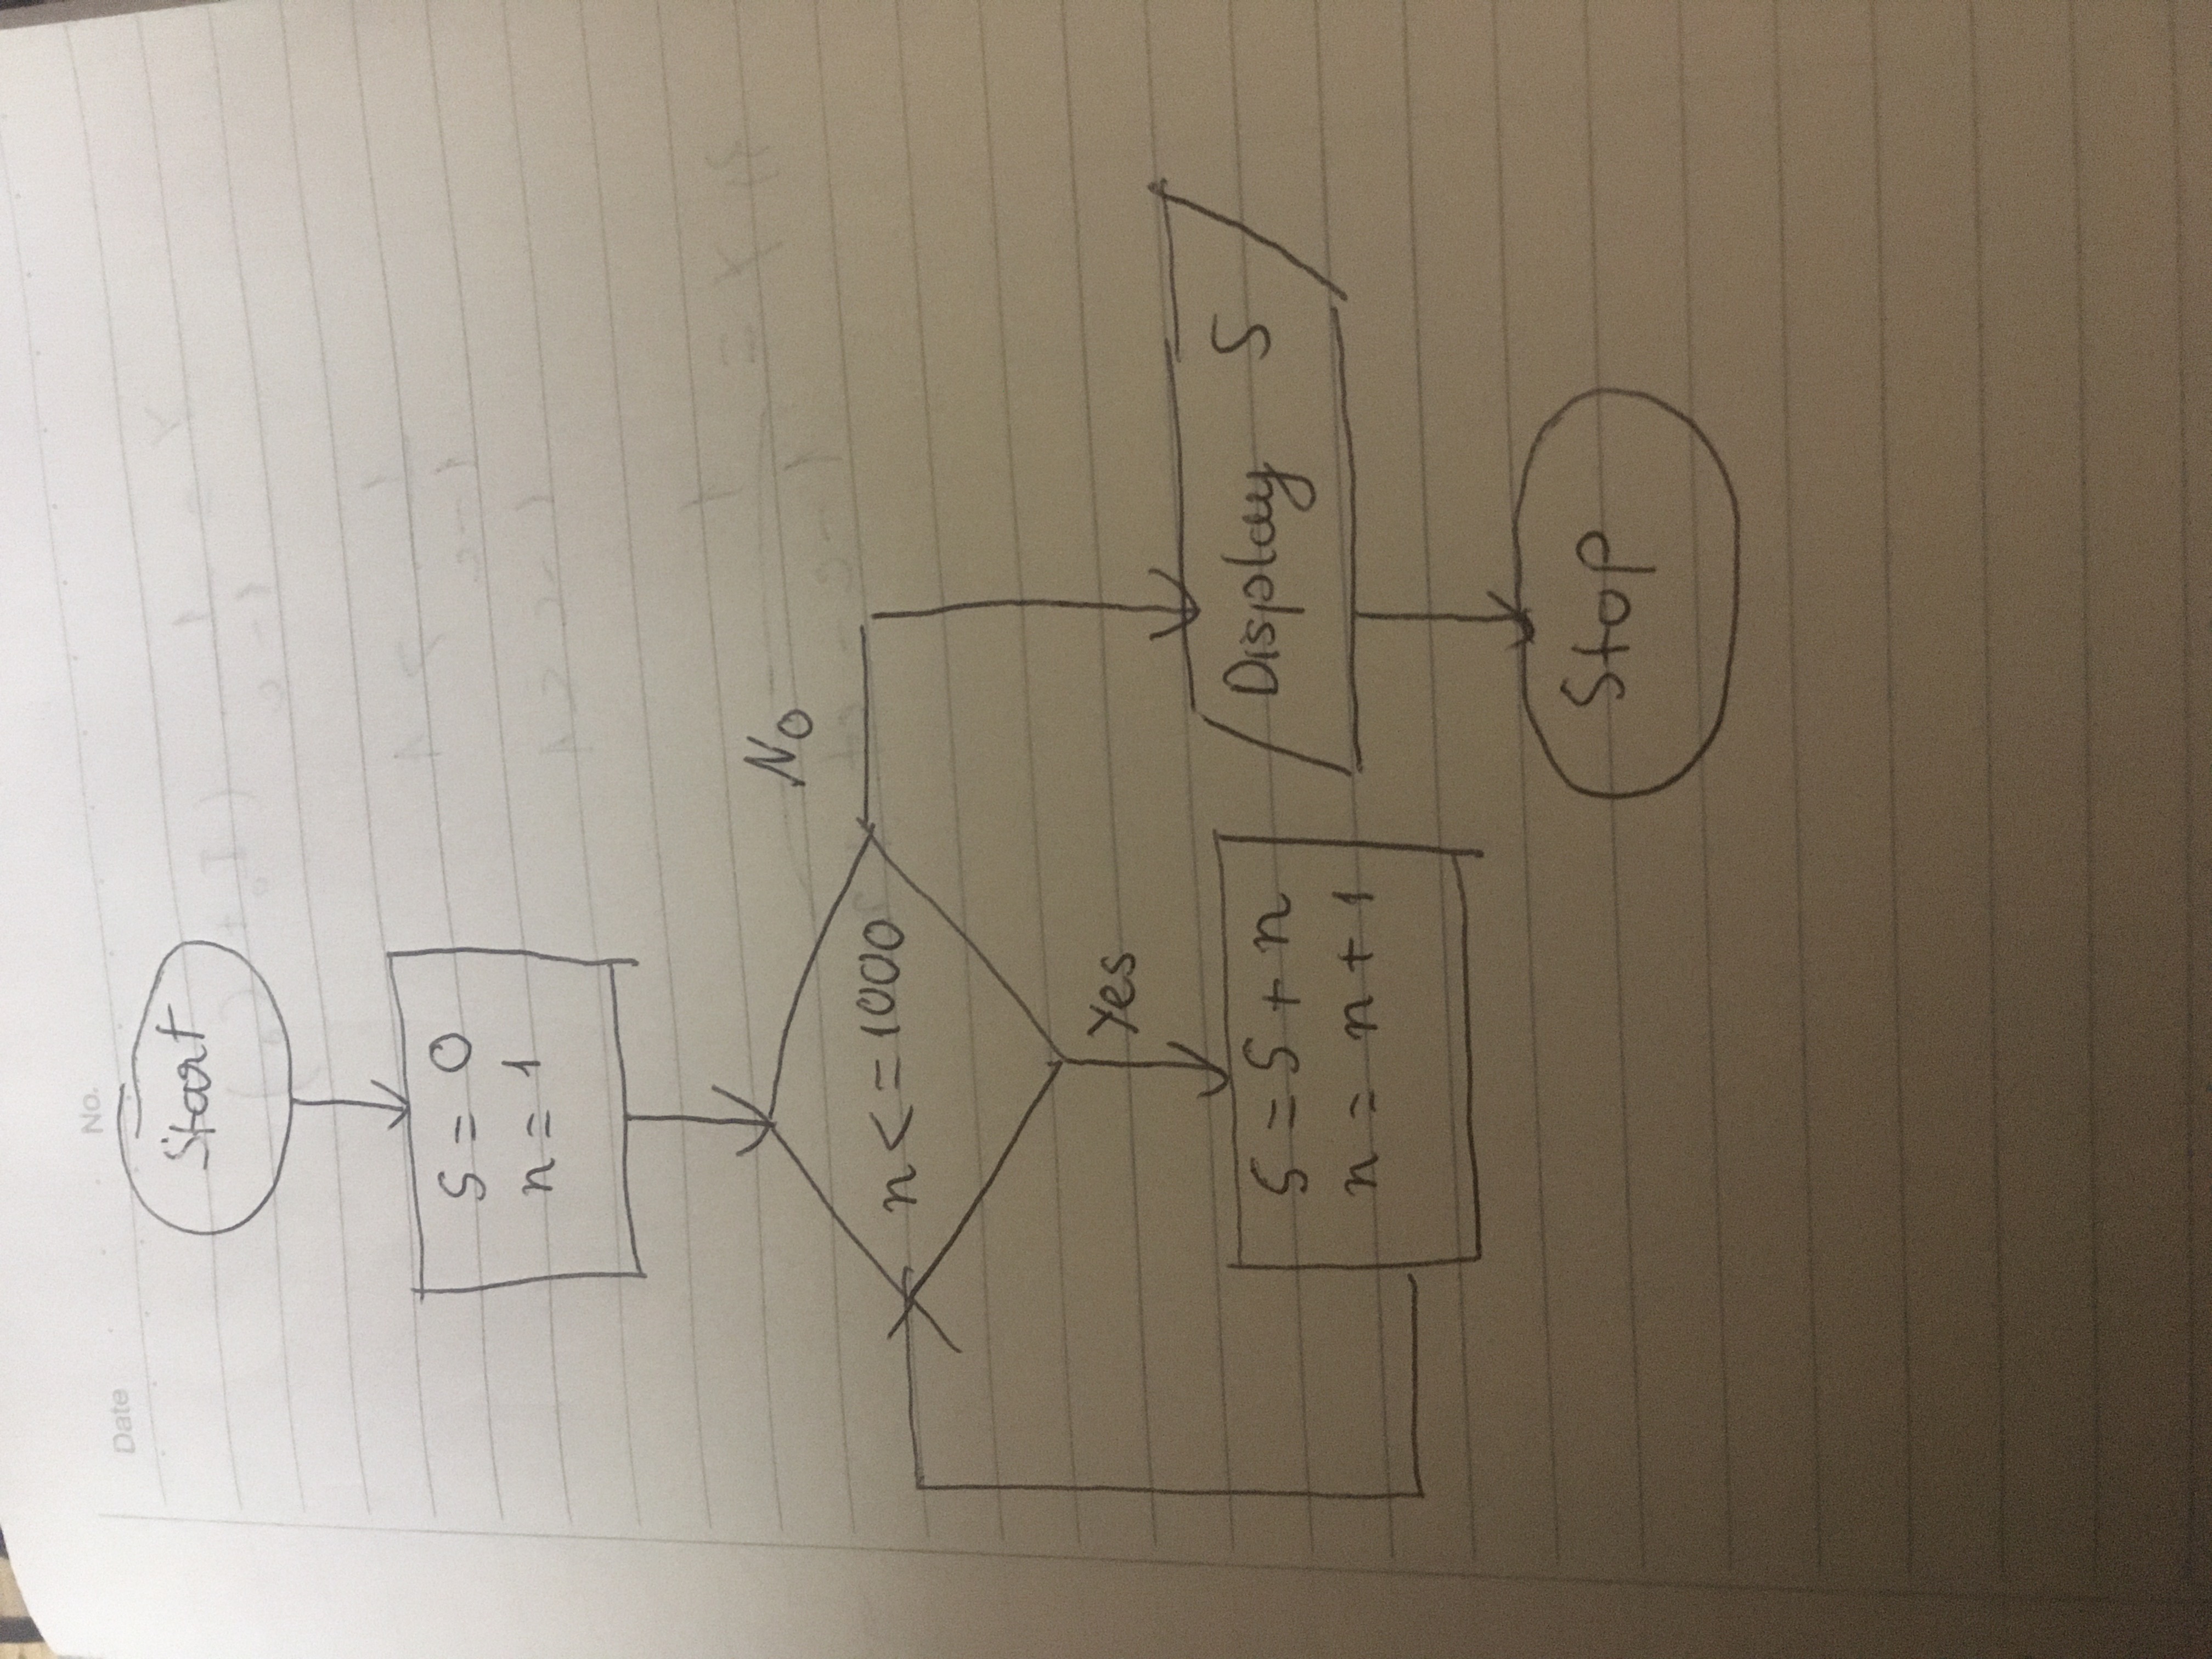 Date
No.
Start
S = 0
n = 1
n <= 1000
No
Yes
S = S + n
n = n + 1
Display S
Stop